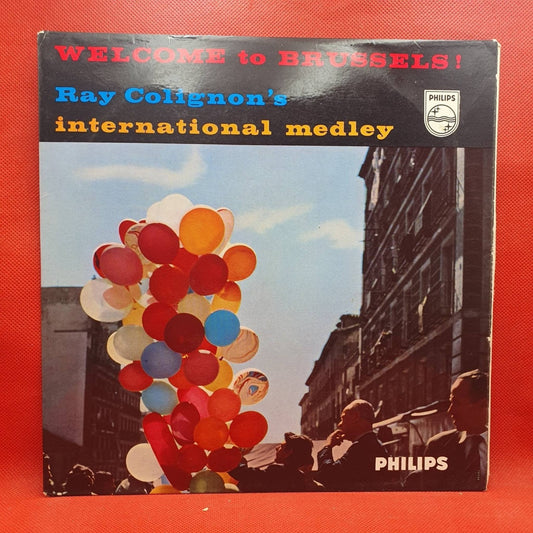 WELCOME to BRUSSELS!
Ray Colignon's
international medley
PHILIPS
PHILIPS